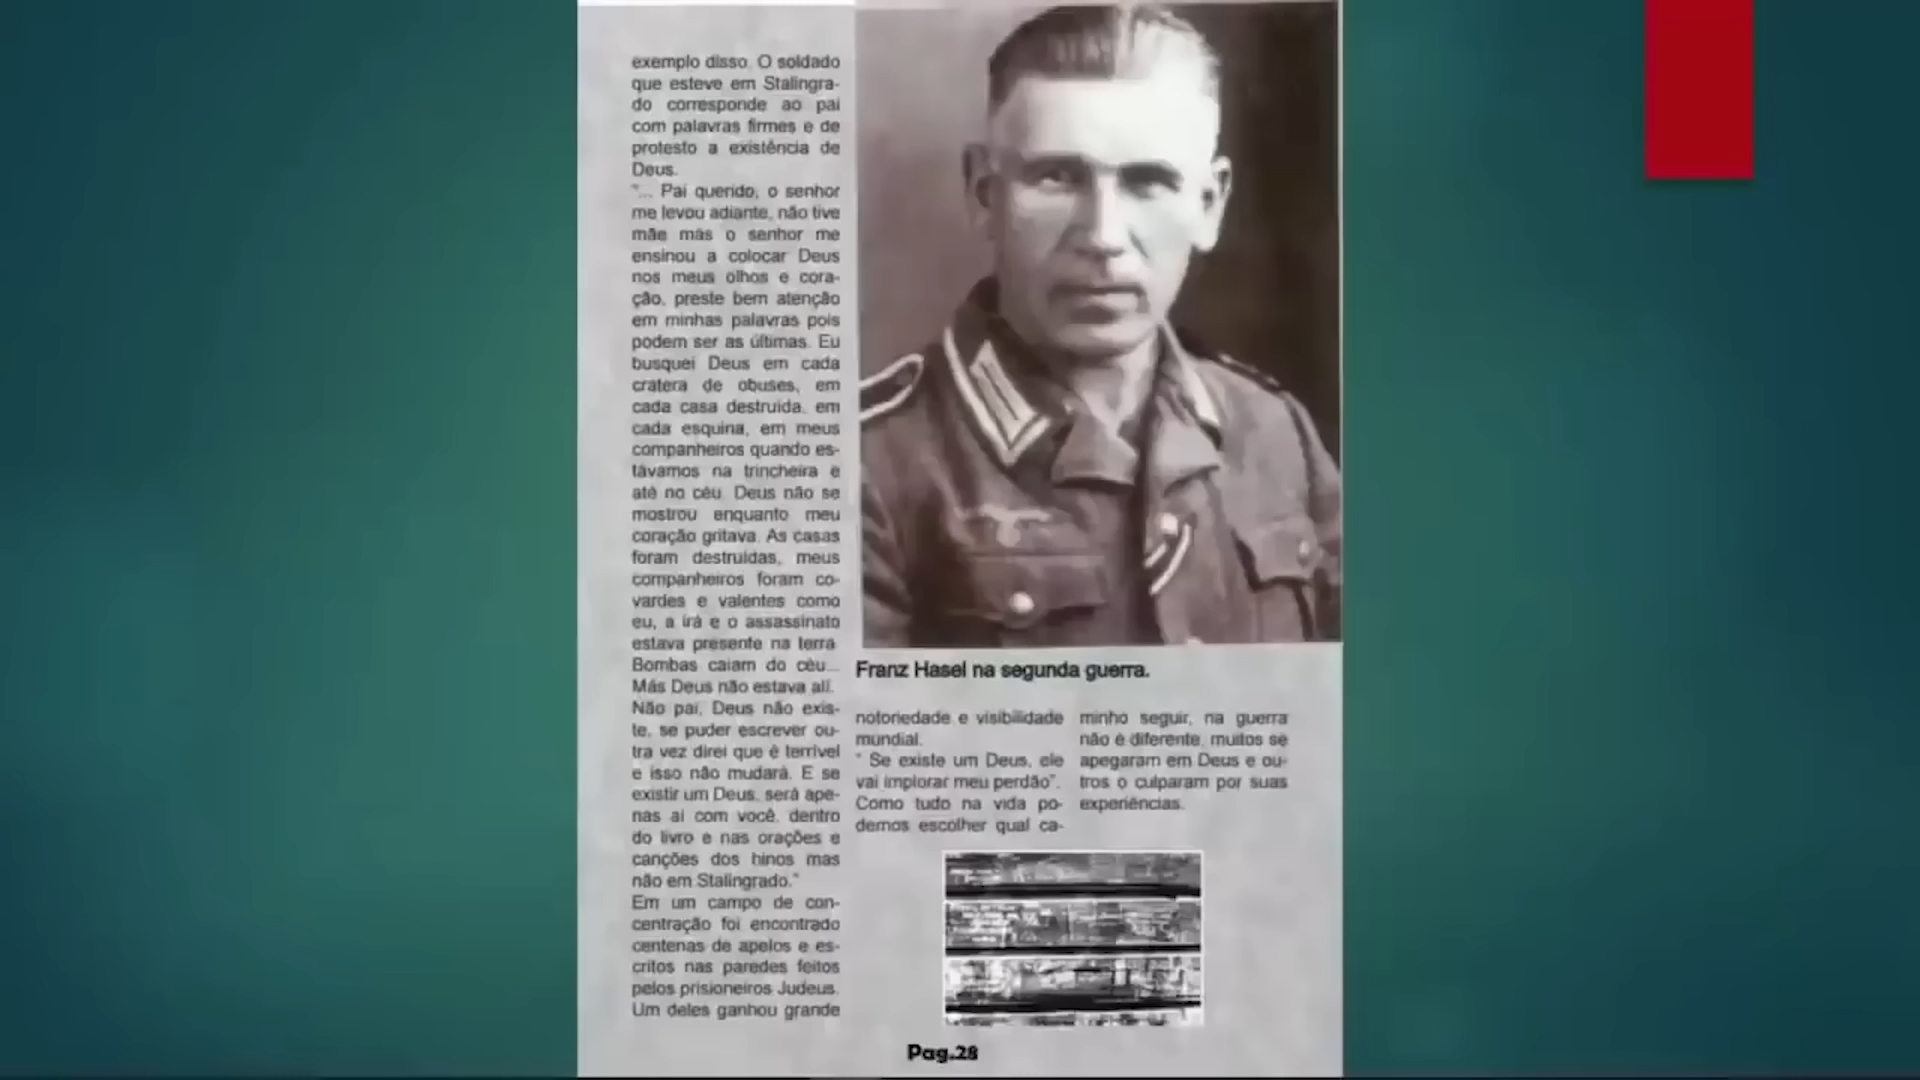 exemplo disso. O soldado
que esteve em Stalingra-
do corresponde ao pai
com palavras firmes e de
protesto a existência de
Deus.
"... Pai querido, o senhor
me levou adiante, não tive
mãe más o senhor me
ensinou a colocar Deus
nos meus olhos e cora-
ção, preste bem atenção
em minhas palavras pois
podem ser as últimas. Eu
busquei Deus em cada
cratera de obuses, em
cada casa destruida, em
cada esquina, em meus
companheiros quando es-
távamos na trincheira e
até no céu. Deus não se
mostrou enquanto meu
coração gritava. As casas
foram destruidas, meus
companheiros foram co-
vardes e valentes como
eu, a irá e o assassinato
estava presente na terra
Bombas caiam do céu...
Más Deus não estava alí.
Não pai, Deus não exis-
te, se puder escrever ou-
tra vez direi que é terrível
e isso não mudará. E se
existir um Deus, será ape-
nas aí com você, dentro
do livro e nas orações e
canções dos hinos mas
não em Stalingrado."
Em um campo de con-
centração foi encontrado
centenas de apelos e es-
critos nas paredes feitos
pelos prisioneiros Judeus.
Um deles ganhou grande
Franz Hasel na segunda guerra.
notoriedade e visibilidade
mundial.
" Se existe um Deus, ele
vai implorar meu perdão".
Como tudo na vida po-
demos escolher qual ca-
minho seguir, na guerra
não é diferente, muitos se
apegaram em Deus e ou-
tros o culparam por suas
experiências.
Pag.28